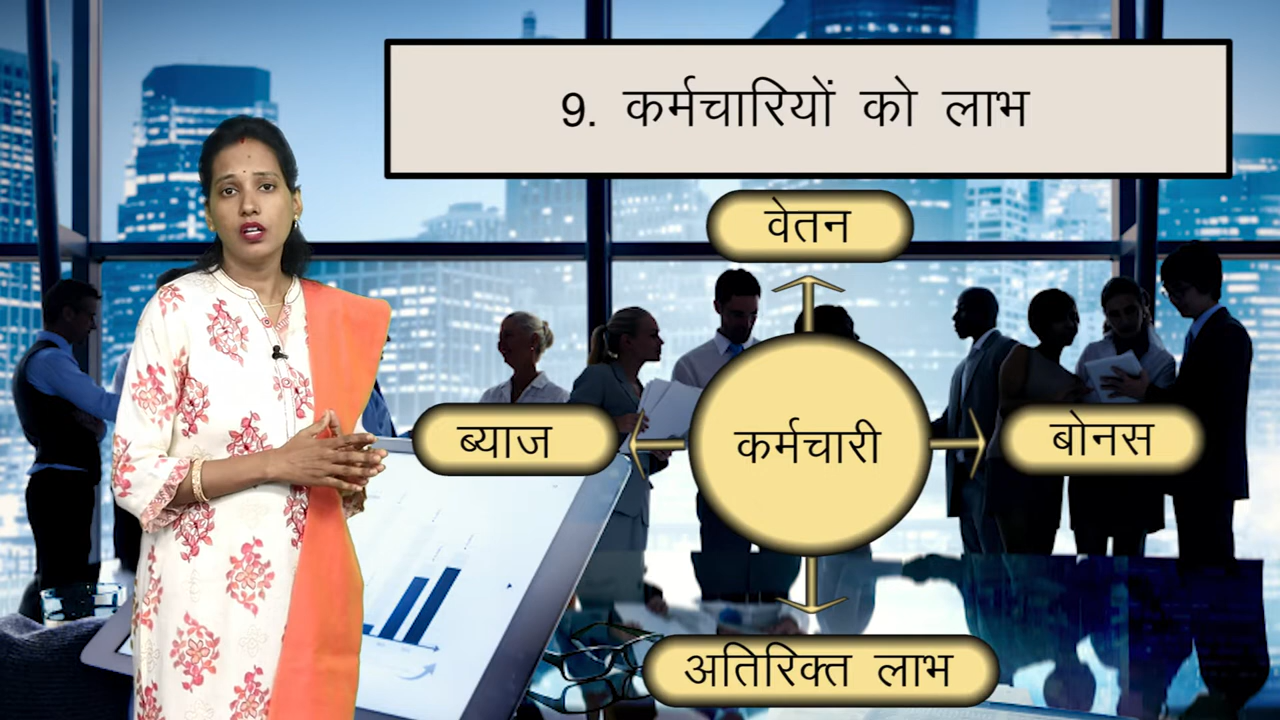 9. कर्मचारियों को लाभ
वेतन
ब्याज
कर्मचारी
बोनस
अतिरिक्त लाभ